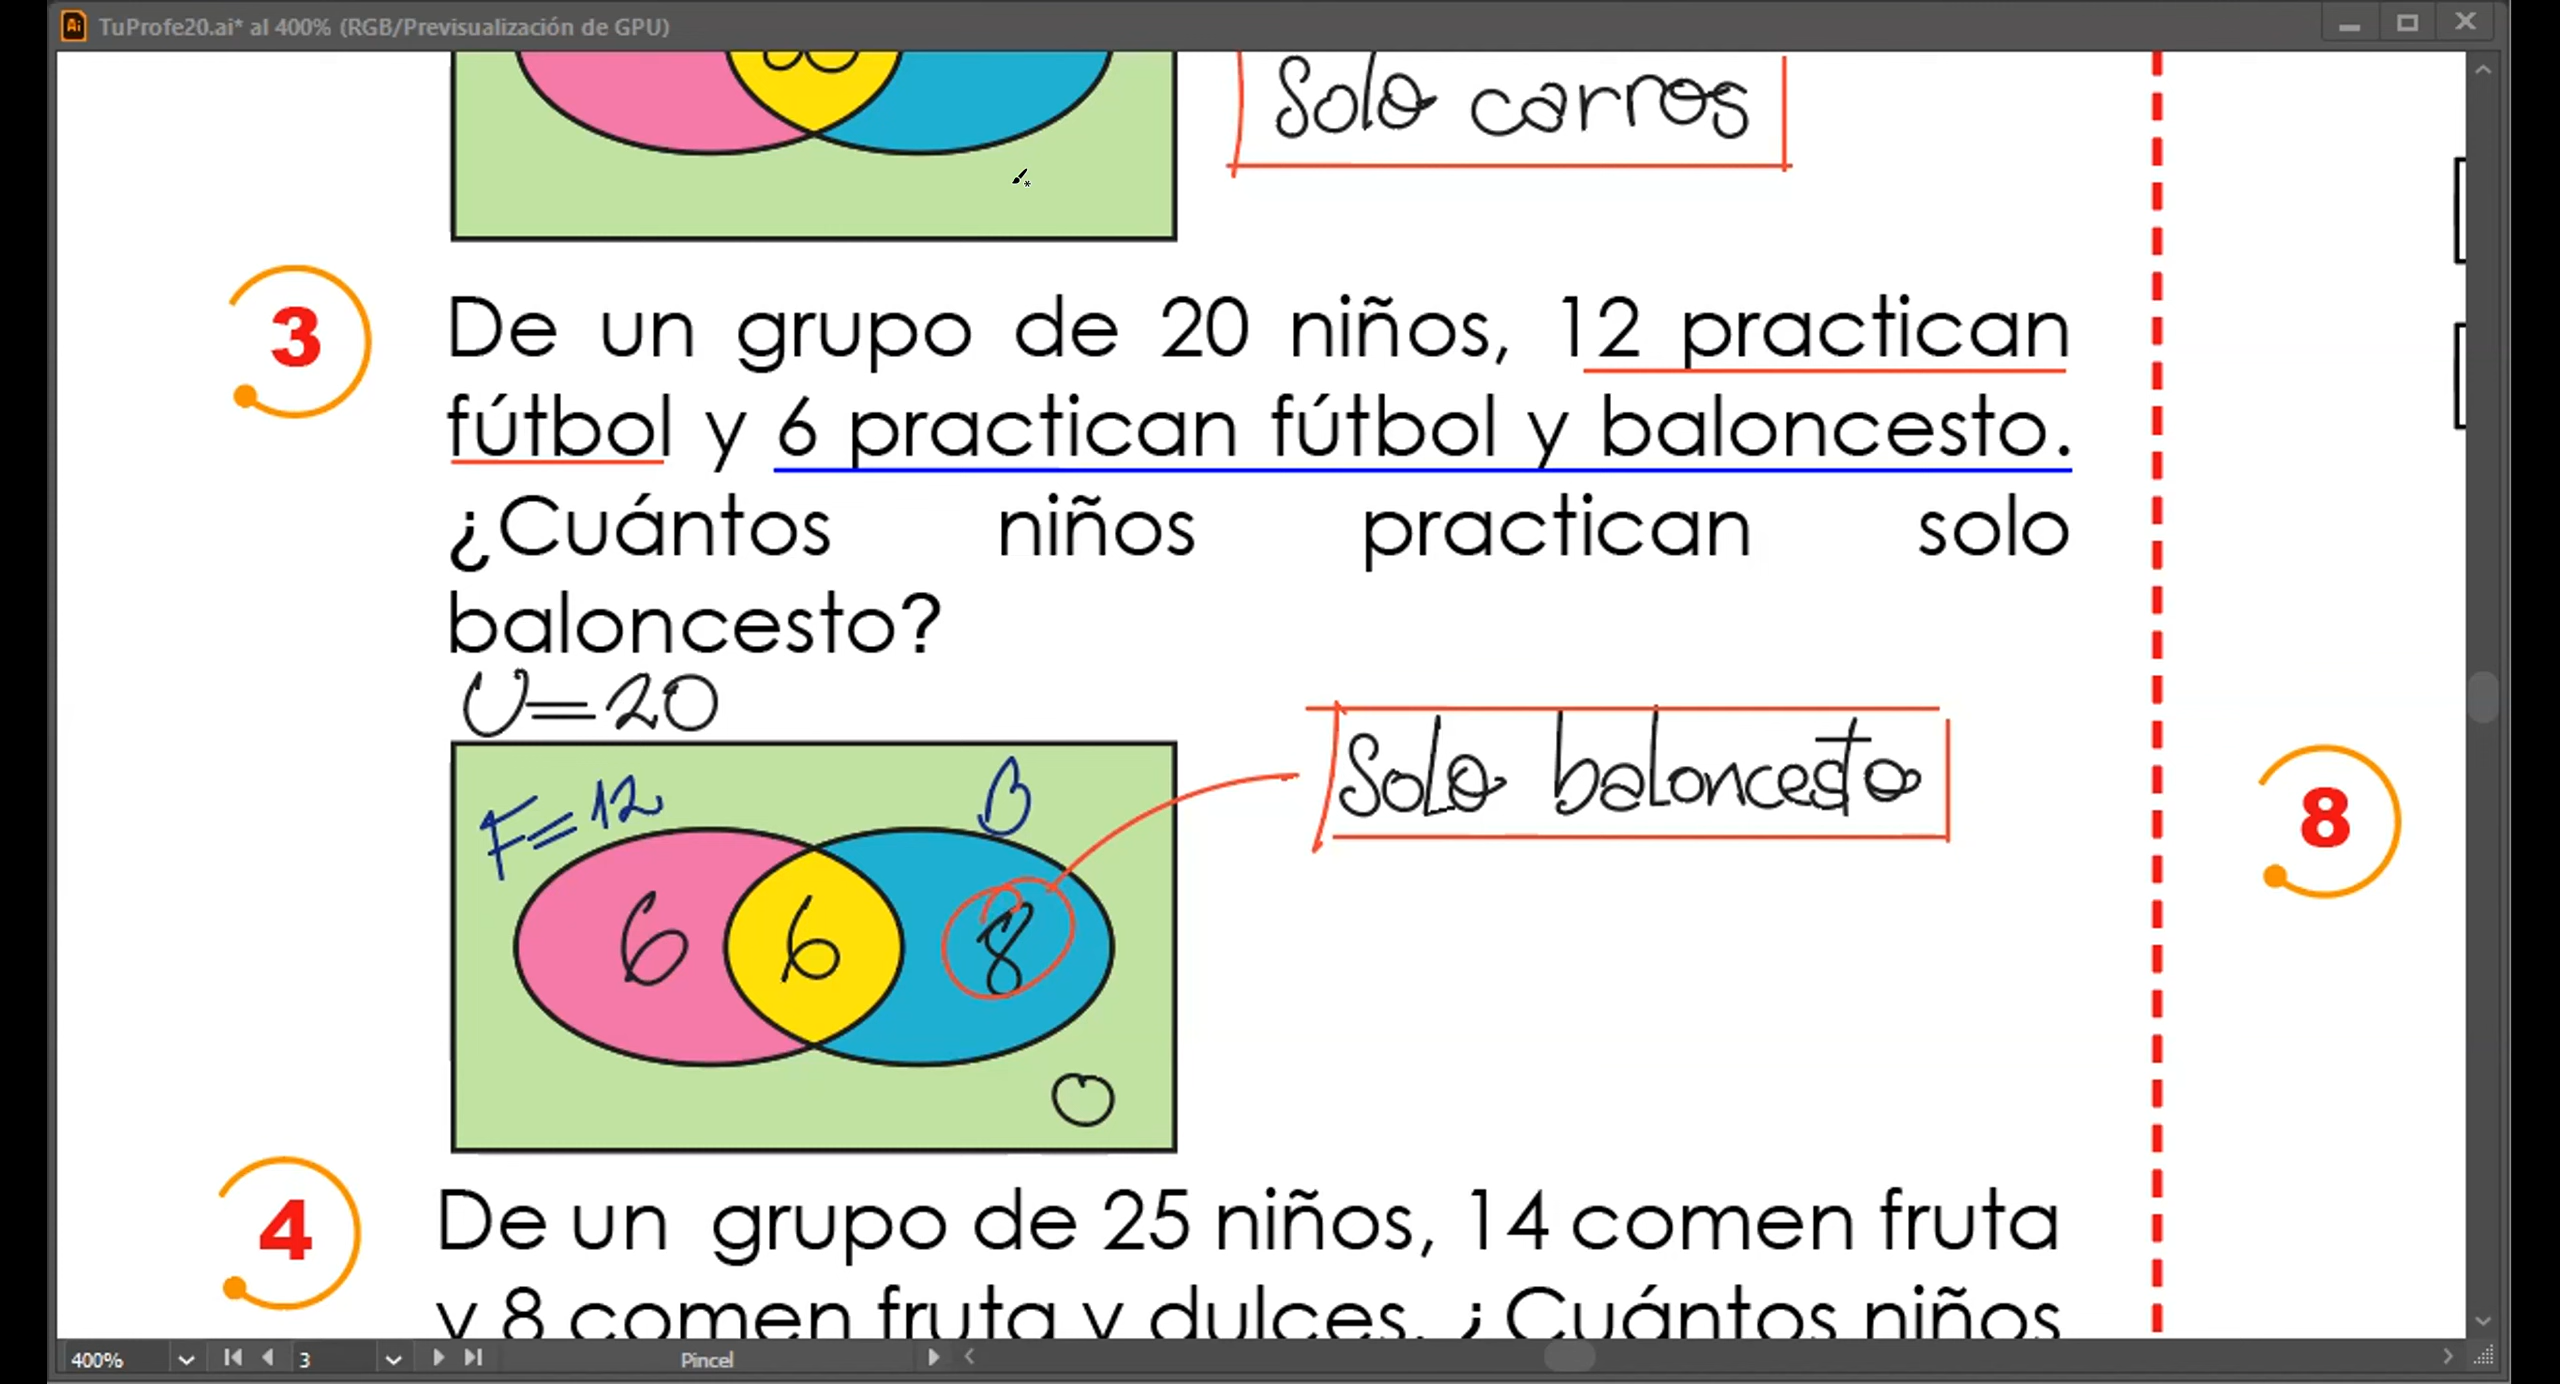 TuProfe20.ai* al 400% (RGB/Previsualización de GPU)
Solo carros
3
De un grupo de 20 niños, 12 practican
fútbol y 6 practican fútbol y baloncesto.
¿Cuántos niños practican solo
baloncesto?
U=20
F=12
B
Solo baloncesto
6
6
8
0
8
4
De un grupo de 25 niños, 14 comen fruta
y 8 comen fruta y dulces. ¿Cuántos niños
400%
3
Pincel